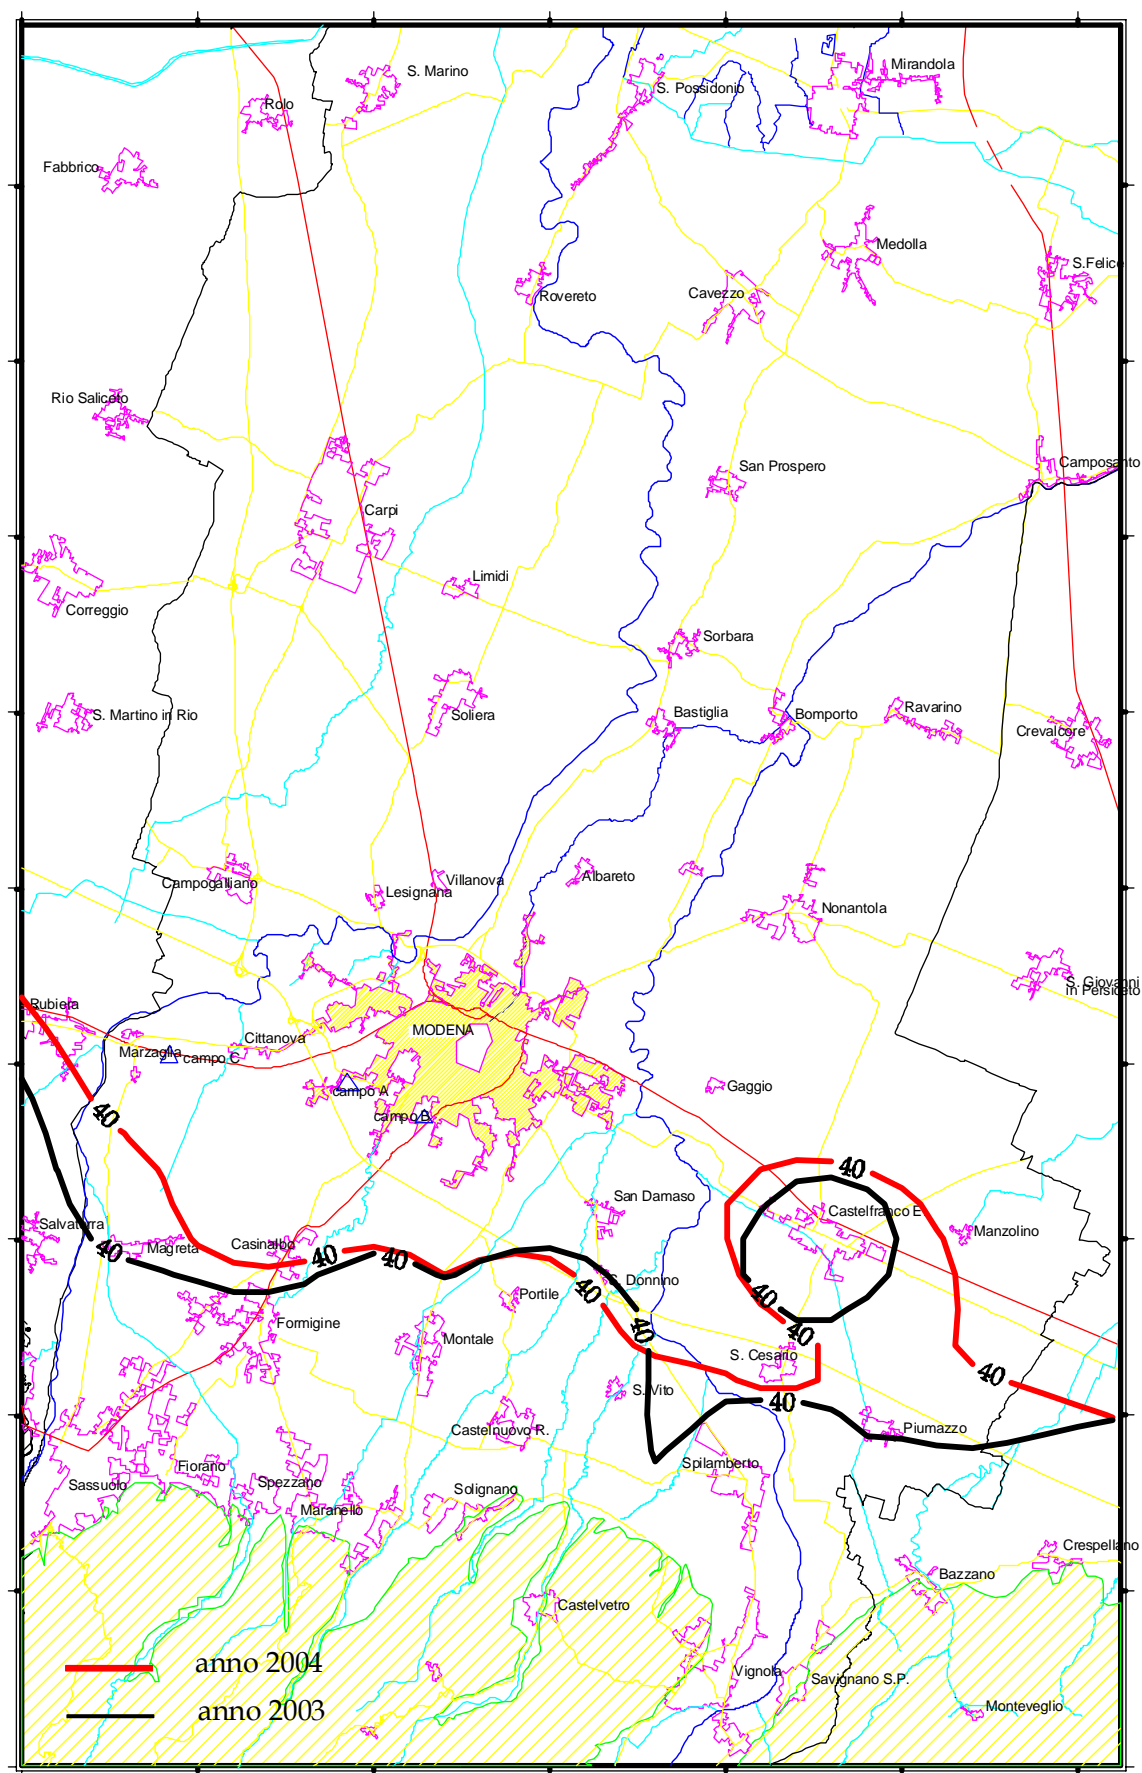 S. Marino
Mirandola
S. Possidonio
Rolo
Fabbrico
Medolla
S.Felice
Rovereto
Cavezzo
Rio Saliceto
San Prospero
Camposanto
Carpi
Limidi
Correggio
Sorbara
S. Martino in Rio
Soliera
Bastiglia
Bomporto
Ravarino
Crevalcore
Campogalliano
Lesignana
Villanova
Albareto
Nonantola
S. Giovanni
in Persiceto
Rubiera
MODENA
Cittanova
Marzaglia
campo C
campo A
Gaggio
campo B
40
40
San Damaso
Castelfranco E
Salvaterra
Magreta
Casinalbo
Manzolino
40
40
40
S. Donnino
40
Portile
40
Formigine
40
40
Montale
S. Cesario
40
S. Vito
40
Castelnuovo R.
Piumazzo
Spilamberto
Fiorano
Sassuolo
Spezzano
Solignano
Maranello
Crespellano
Bazzano
Castelvetro
anno 2004
Vignola
Savignano S.P.
anno 2003
Monteveglio